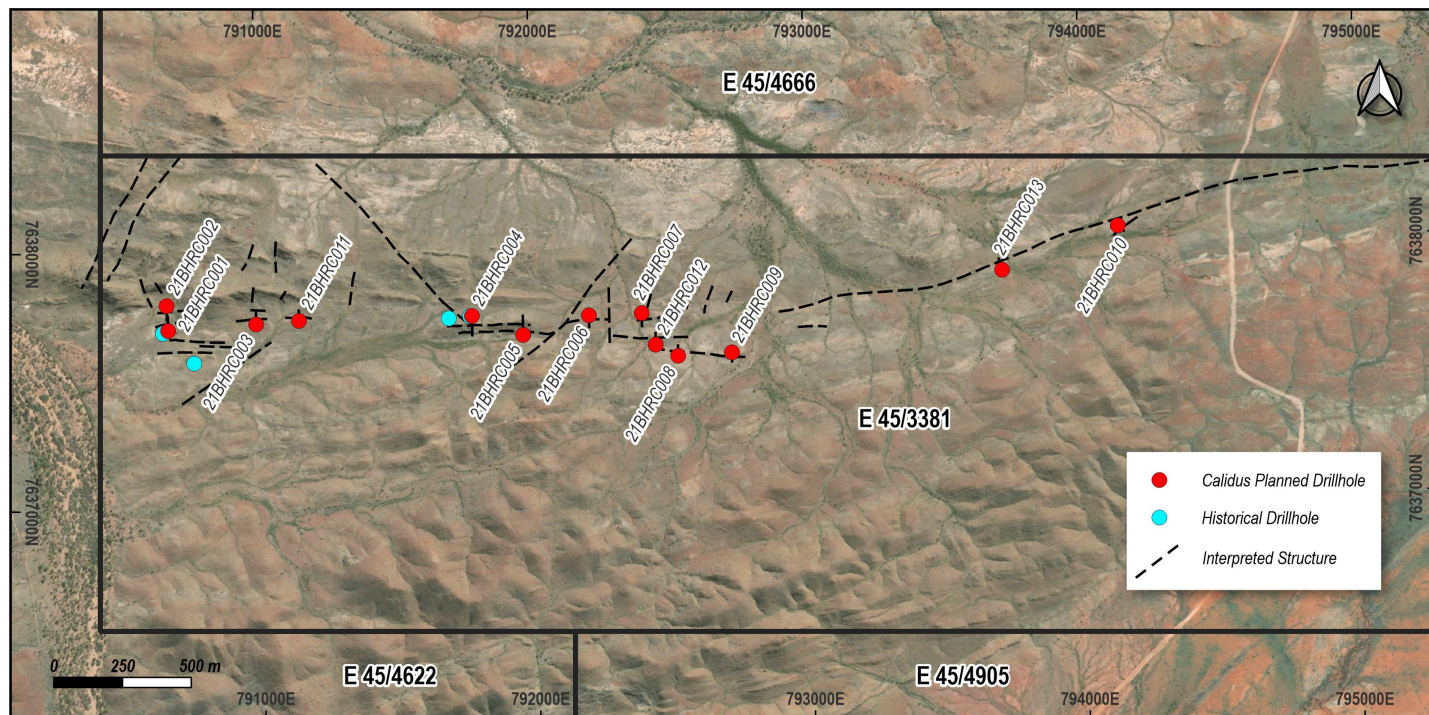 791000E
792000E
793000E
794000E
795000E
E 45/4666
7638000N
7638000N
21BHRC002
21BHRC001
21BHRC003
21BHRC011
21BHRC004
21BHRC005
21BHRC006
21BHRC007
21BHRC012
21BHRC008
21BHRC009
21BHRC013
21BHRC010
E 45/3381
7637000N
7637000N
Calidus Planned Drillhole
Historical Drillhole
Interpreted Structure
0 250 500 m
E 45/4622
E 45/4905
791000E
792000E
793000E
794000E
795000E